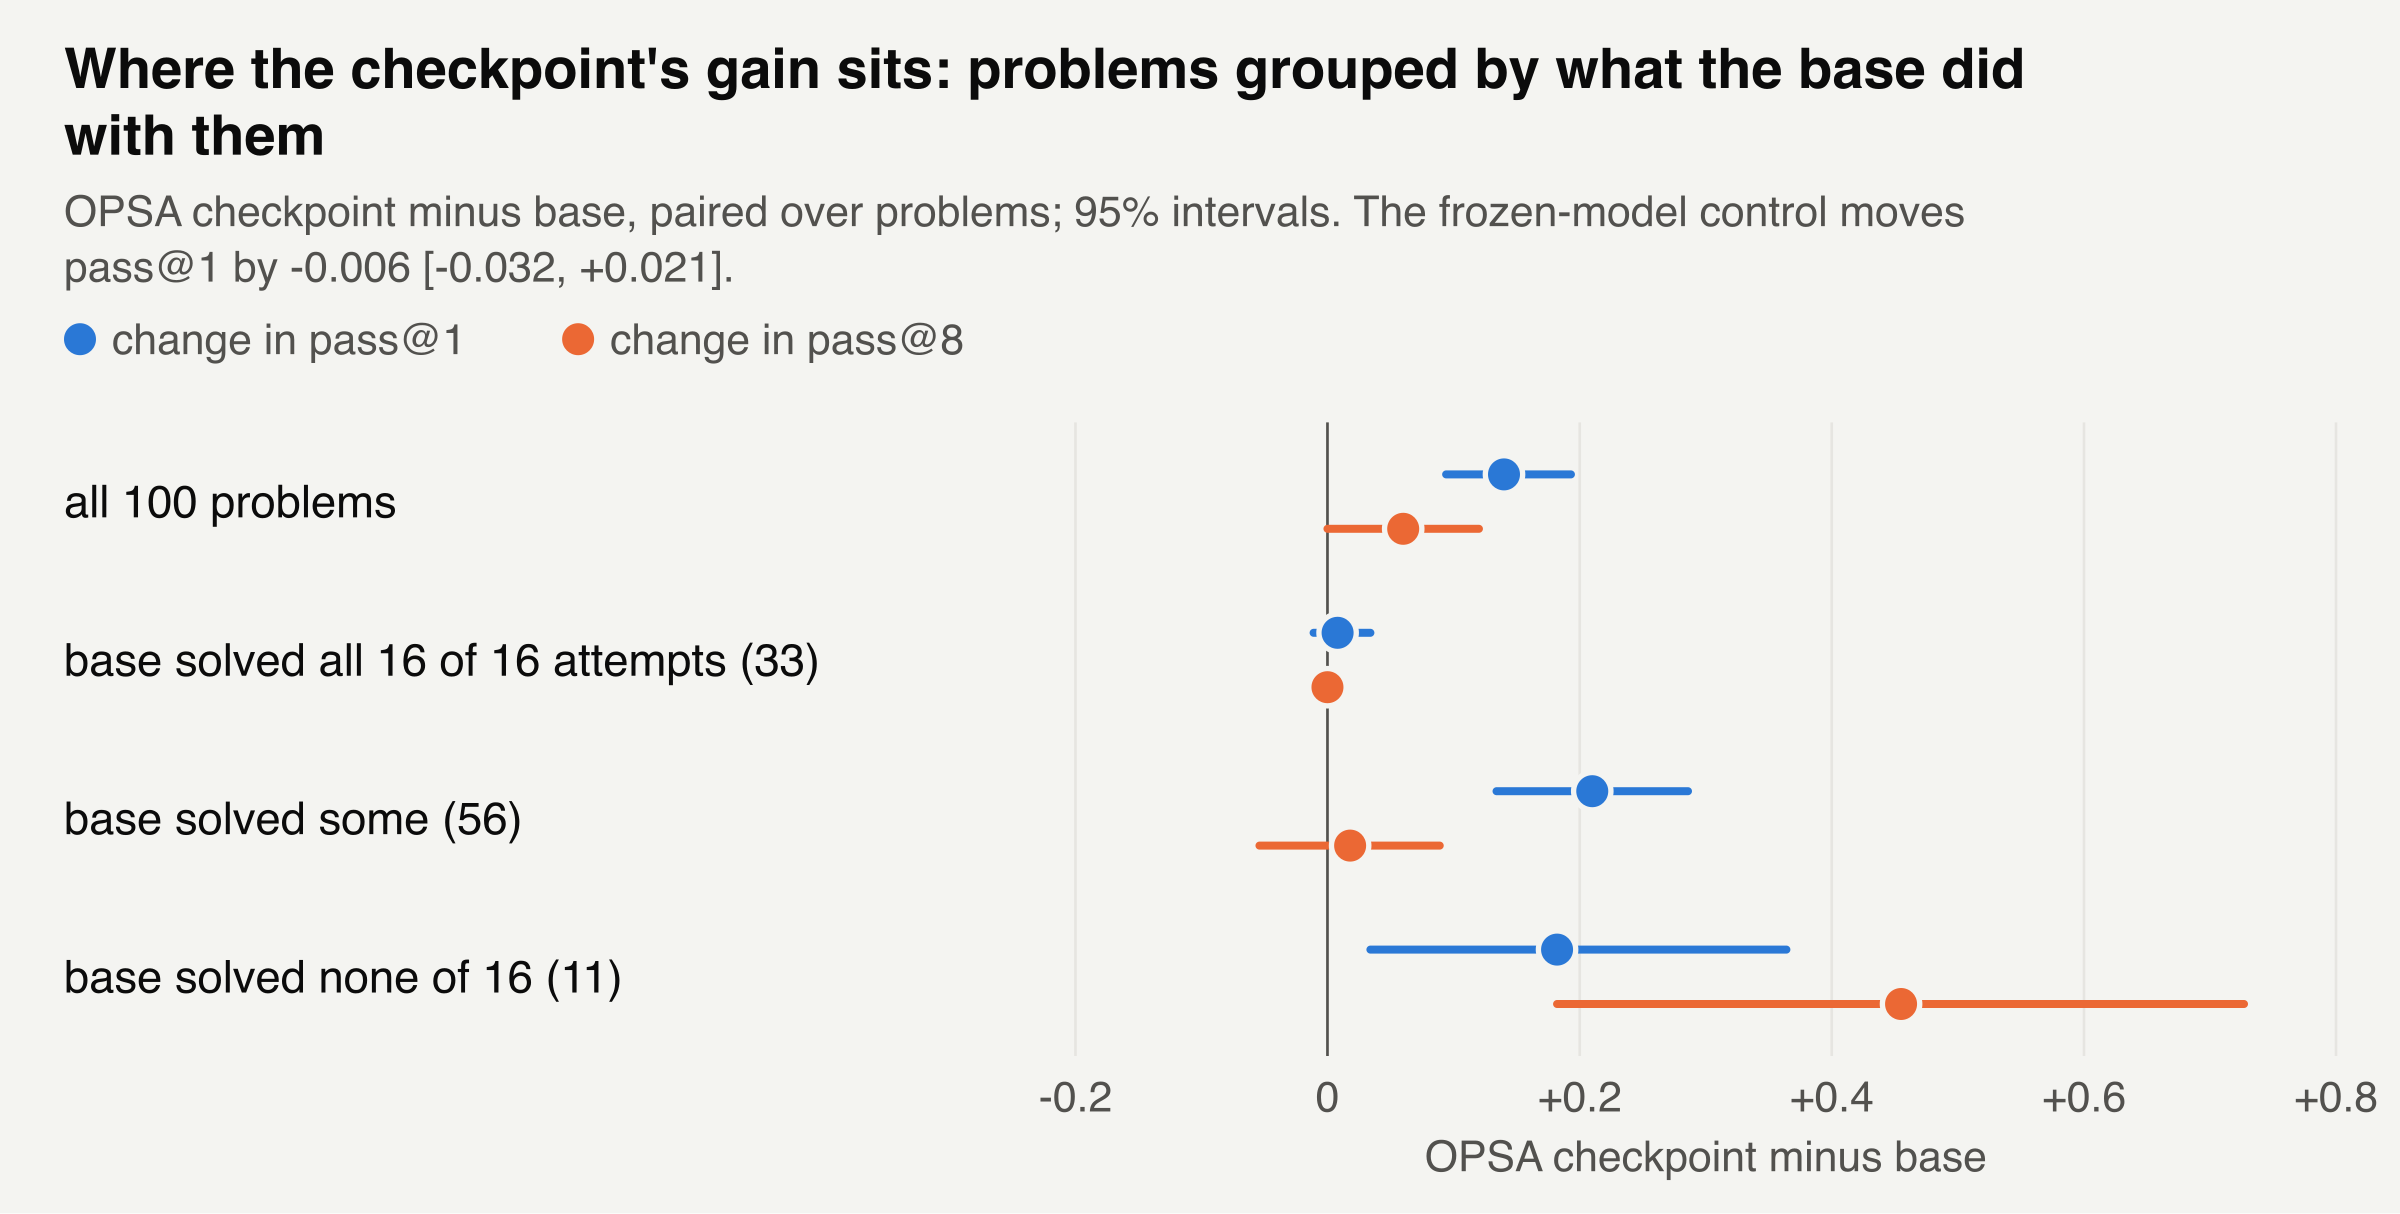 Where the checkpoint's gain sits: problems grouped by what the base did
with them
OPSA checkpoint minus base, paired over problems; 95% intervals. The frozen-model control moves
pass@1 by -0.006 [-0.032, +0.021].
change in pass@1
change in pass@8
all 100 problems
base solved all 16 of 16 attempts (33)
base solved some (56)
base solved none of 16 (11)
-0.2
0
+0.2
+0.4
+0.6
+0.8
OPSA checkpoint minus base